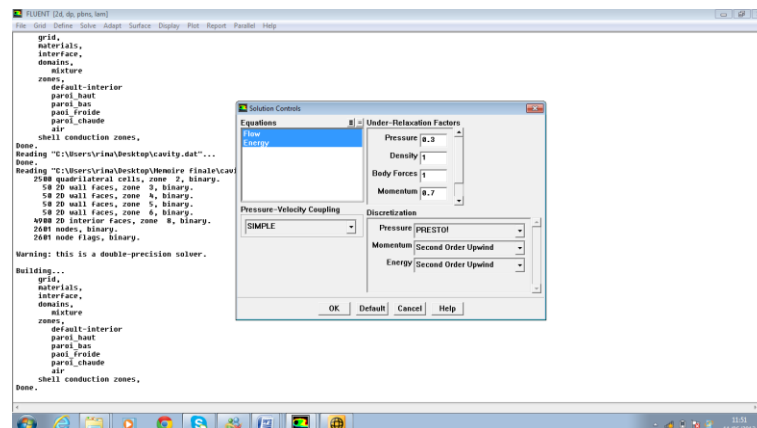 FLUENT [2d, dp, pbns, lam]
File Grid Define Solve Adapt Surface Display Plot Report Parallel Help
grid,
materials,
interface,
domains,
mixture
zones,
default-interior
paroi_haut
paroi_bas
paoi_froide
paroi_chaude
air
shell conduction zones,
Done.
Reading "C:\Users\rima\Desktop\cavity.dat"...
Done.
Reading "C:\Users\rima\Desktop\Memoire finale\cavi
2500 quadrilateral cells, zone 2, binary.
50 2D wall faces, zone 3, binary.
50 2D wall faces, zone 4, binary.
50 2D wall faces, zone 5, binary.
50 2D wall faces, zone 6, binary.
4900 2D interior faces, zone 8, binary.
2601 nodes, binary.
2601 node flags, binary.
Warning: this is a double-precision solver.
Building...
grid,
materials,
interface,
domains,
mixture
zones,
default-interior
paroi_haut
paroi_bas
paoi_froide
paroi_chaude
air
shell conduction zones,
Done.
Solution Controls
Equations
Flow
Energy
Under-Relaxation Factors
Pressure 0.3
Density 1
Body Forces 1
Momentum 0.7
Pressure-Velocity Coupling
SIMPLE
Discretization
Pressure PRESTO!
Momentum Second Order Upwind
Energy Second Order Upwind
OK Default Cancel Help
11:51